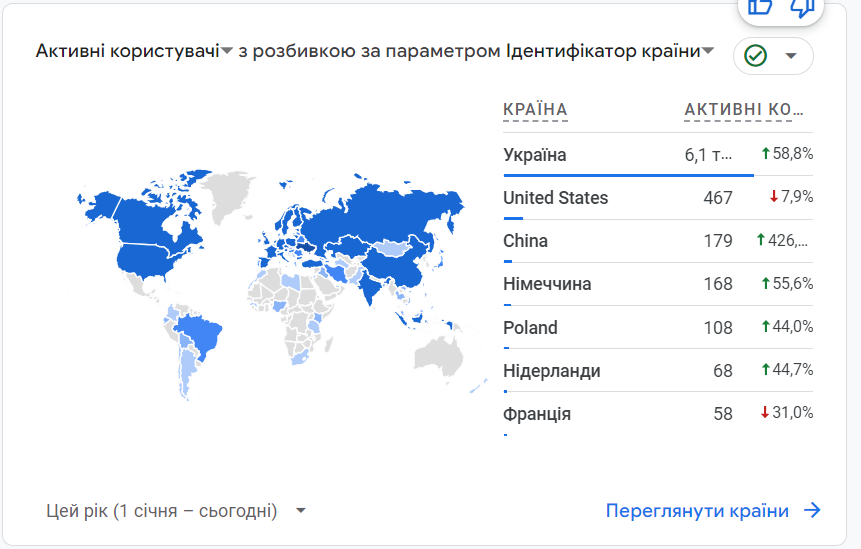 Активні користувачі з розбивкою за параметром Ідентифікатор країни
КРАЇНА АКТИВНІ КО...
Україна 6,1 т... 58,8%
United States 467 7,9%
China 179 426,...
Німеччина 168 55,6%
Poland 108 44,0%
Нідерланди 68 44,7%
Франція 58 31,0%
Цей рік (1 січня – сьогодні) Переглянути країни